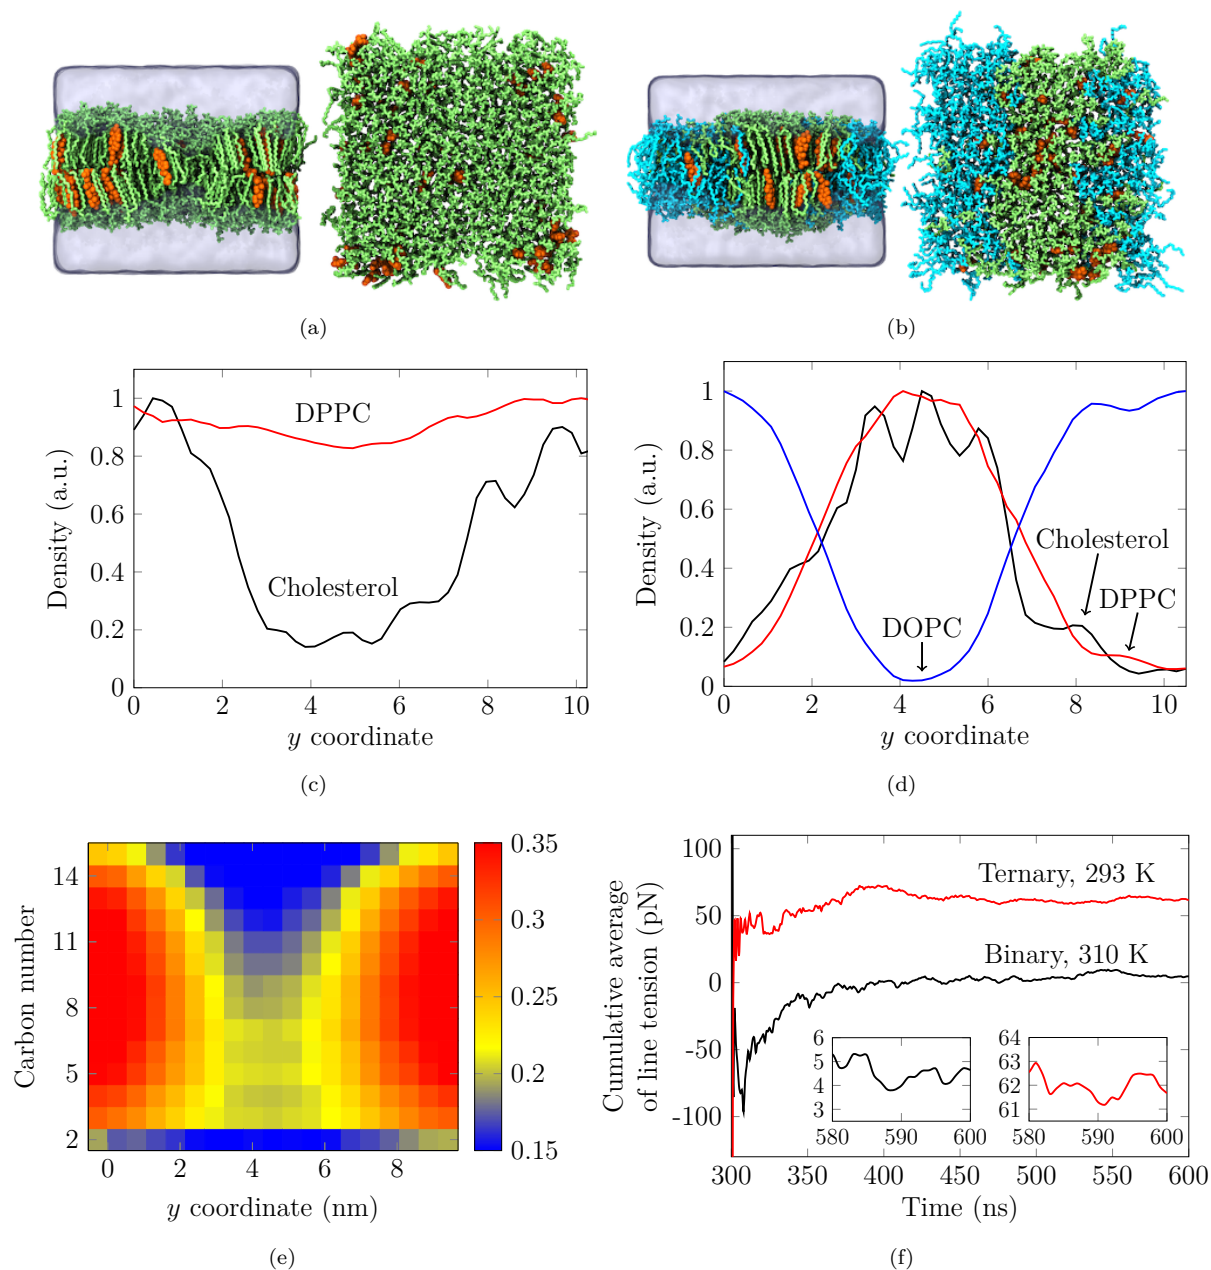 (a)
(b)
1
0.8
0.6
0.4
0.2
0
Density (a.u.)
DPPC
Cholesterol
0 2 4 6 8 10
y coordinate
(c)
1
0.8
0.6
0.4
0.2
0
Density (a.u.)
Cholesterol
DPPC
DOPC
0 2 4 6 8 10
y coordinate
(d)
14
11
8
5
2
Carbon number
0 2 4 6 8
y coordinate (nm)
0.35
0.3
0.25
0.2
0.15
(e)
100
50
0
-50
-100
Cumulative average
of line tension (pN)
Ternary, 293 K
Binary, 310 K
6
5
4
3
580 590 600
64
63
62
61
580 590 600
300 350 400 450 500 550 600
Time (ns)
(f)